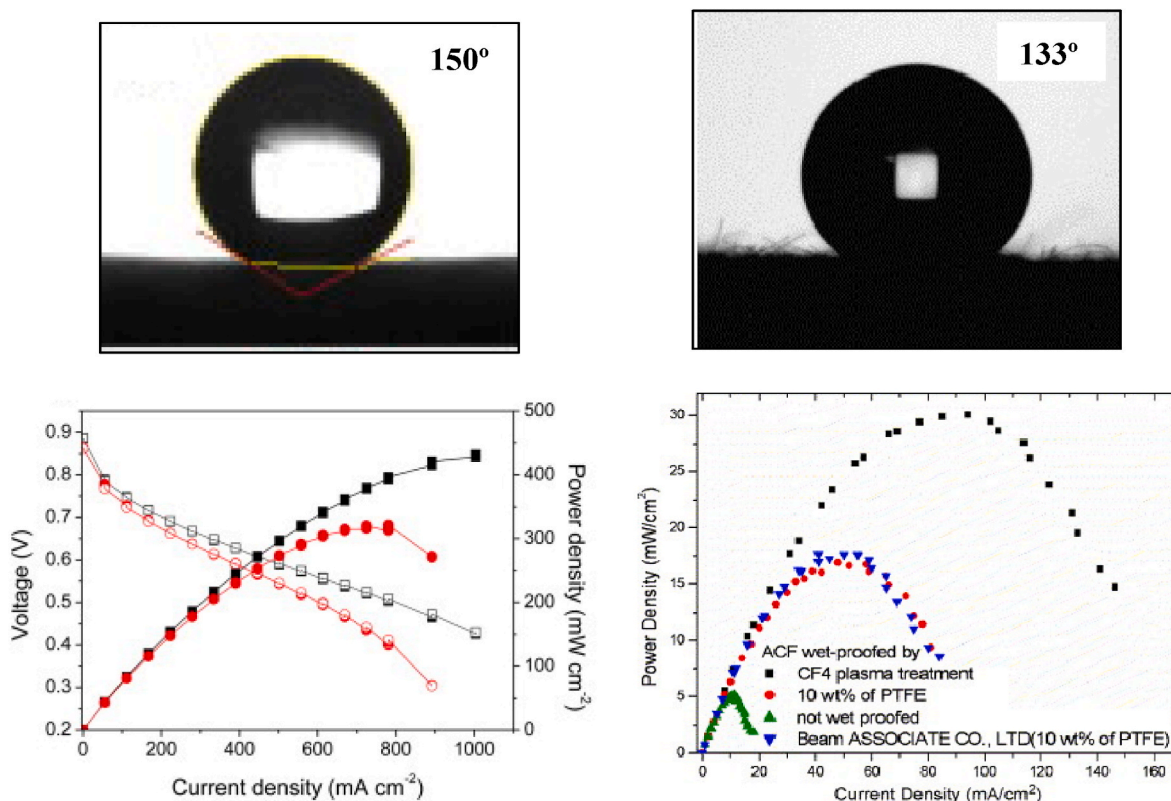 150º
133º
Voltage (V)
0.9
0.8
0.7
0.6
0.5
0.4
0.3
0.2
0 200 400 600 800 1000
Current density (mA cm-2)
500
400
300
200
100
0
Power density (mW cm-2)
Power Density (mW/cm2)
30
25
20
15
10
5
0
ACF wet-proofed by
CF4 plasma treatment
10 wt% of PTFE
not wet proofed
Beam ASSOCIATE CO., LTD(10 wt% of PTFE)
0 20 40 60 80 100 120 140 160
Current Density (mA/cm2)